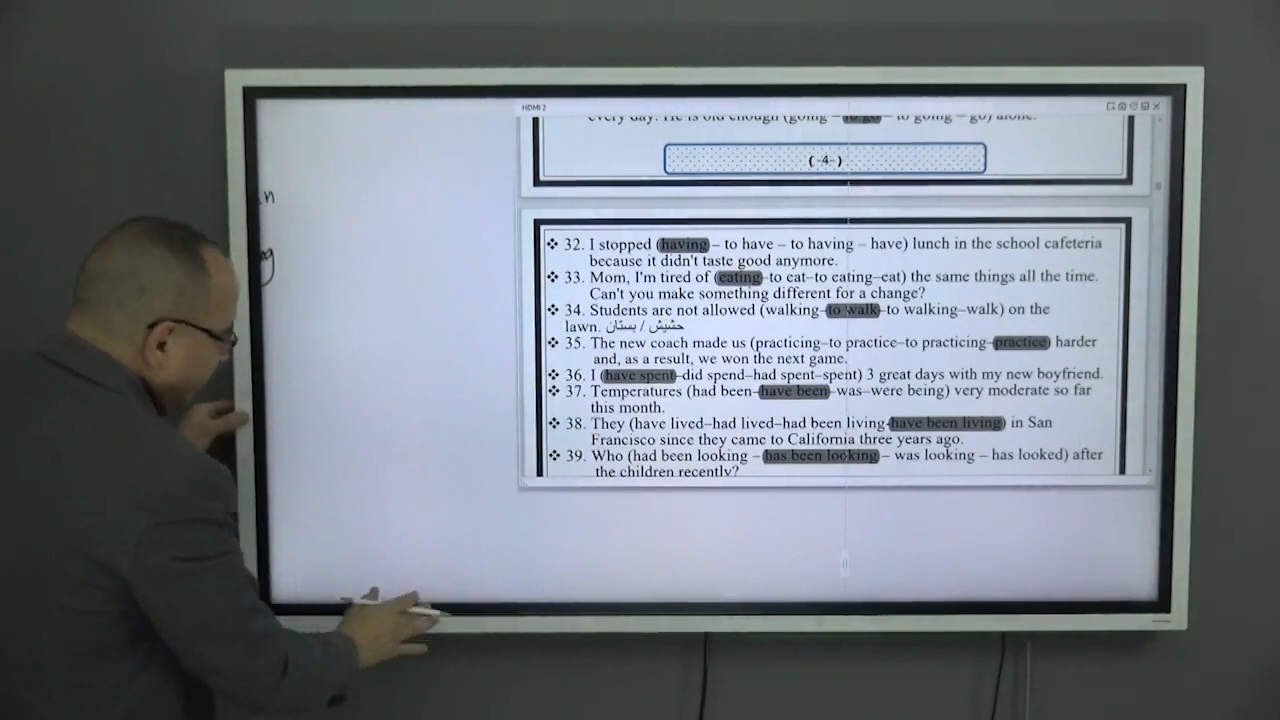 HDMI 2
every day. He is old enough (going – to go – to going – go) alone.
( -4- )
❖ 32. I stopped (having – to have – to having – have) lunch in the school cafeteria
because it didn't taste good anymore.
❖ 33. Mom, I'm tired of (eating–to eat–to eating–eat) the same things all the time.
Can't you make something different for a change?
❖ 34. Students are not allowed (walking–to walk–to walking–walk) on the
lawn. حشيش / بستان
❖ 35. The new coach made us (practicing–to practice–to practicing–practice) harder
and, as a result, we won the next game.
❖ 36. I (have spent–did spend–had spent–spent) 3 great days with my new boyfriend.
❖ 37. Temperatures (had been–have been–was–were being) very moderate so far
this month.
❖ 38. They (have lived–had lived–had been living–have been living) in San
Francisco since they came to California three years ago.
❖ 39. Who (had been looking – has been looking – was looking – has looked) after
the children recently?